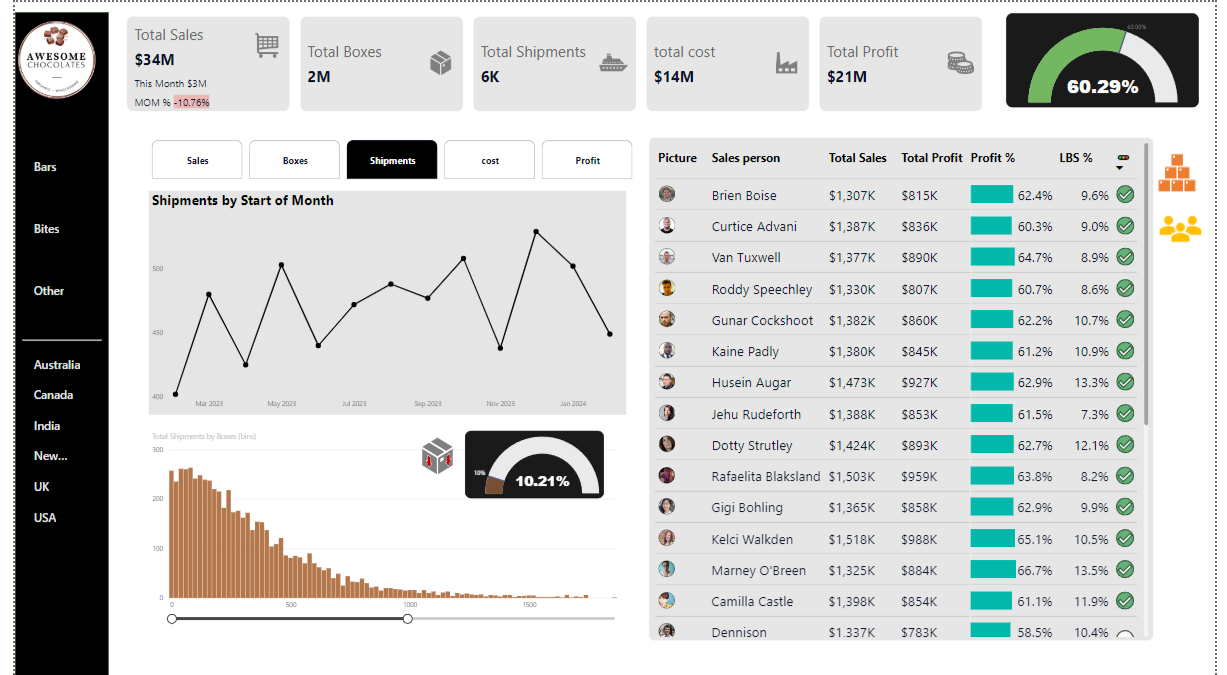 AWESOME
CHOCOLATES
Bars
Bites
Other
Australia
Canada
India
New...
UK
USA
Total Sales
$34M
This Month $3M
MOM % -10.76%
Total Boxes
2M
Total Shipments
6K
total cost
$14M
Total Profit
$21M
60.00%
60.29%
Sales Boxes Shipments cost Profit
Shipments by Start of Month
500
450
400
Mar 2023 May 2023 Jul 2023 Sep 2023 Nov 2023 Jan 2024
Total Shipments by Boxes (bins)
300
200
100
0
0 500 1000 1500
10%
10.21%
Picture Sales person Total Sales Total Profit Profit % LBS %
Brien Boise $1,307K $815K 62.4% 9.6%
Curtice Advani $1,387K $836K 60.3% 9.0%
Van Tuxwell $1,377K $890K 64.7% 8.9%
Roddy Speechley $1,330K $807K 60.7% 8.6%
Gunar Cockshoot $1,382K $860K 62.2% 10.7%
Kaine Padly $1,380K $845K 61.2% 10.9%
Husein Augar $1,473K $927K 62.9% 13.3%
Jehu Rudeforth $1,388K $853K 61.5% 7.3%
Dotty Strutley $1,424K $893K 62.7% 12.1%
Rafaelita Blaksland $1,503K $959K 63.8% 8.2%
Gigi Bohling $1,365K $858K 62.9% 9.9%
Kelci Walkden $1,518K $988K 65.1% 10.5%
Marney O'Breen $1,325K $884K 66.7% 13.5%
Camilla Castle $1,398K $854K 61.1% 11.9%
Dennison $1,337K $783K 58.5% 10.4%